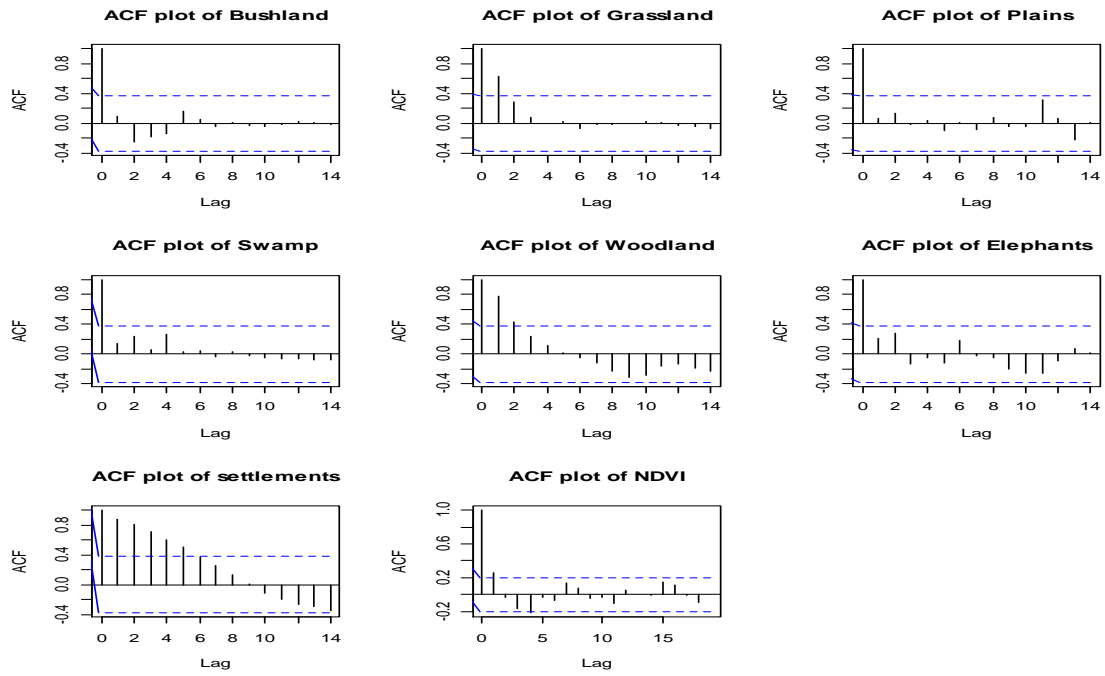 ACF plot of Bushland
ACF
0.8
0.4
0.0
-0.4
0 2 4 6 8 10 14
Lag
ACF plot of Grassland
ACF
0.8
0.4
0.0
-0.4
0 2 4 6 8 10 14
Lag
ACF plot of Plains
ACF
0.8
0.4
0.0
-0.4
0 2 4 6 8 10 14
Lag
ACF plot of Swamp
ACF
0.8
0.4
0.0
-0.4
0 2 4 6 8 10 14
Lag
ACF plot of Woodland
ACF
0.8
0.4
0.0
-0.4
0 2 4 6 8 10 14
Lag
ACF plot of Elephants
ACF
0.8
0.4
0.0
-0.4
0 2 4 6 8 10 14
Lag
ACF plot of settlements
ACF
0.8
0.4
0.0
-0.4
0 2 4 6 8 10 14
Lag
ACF plot of NDVI
ACF
1.0
0.6
0.2
-0.2
0 5 10 15
Lag